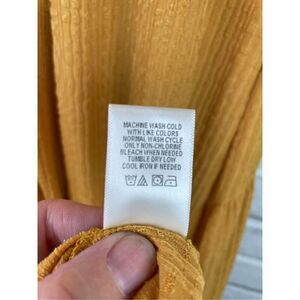 MACHINE WASH COLD
WITH LIKE COLORS
NORMAL WASH CYCLE
ONLY NON-CHLORINE
BLEACH WHEN NEEDED
TUMBLE DRY LOW
COOL IRON IF NEEDED